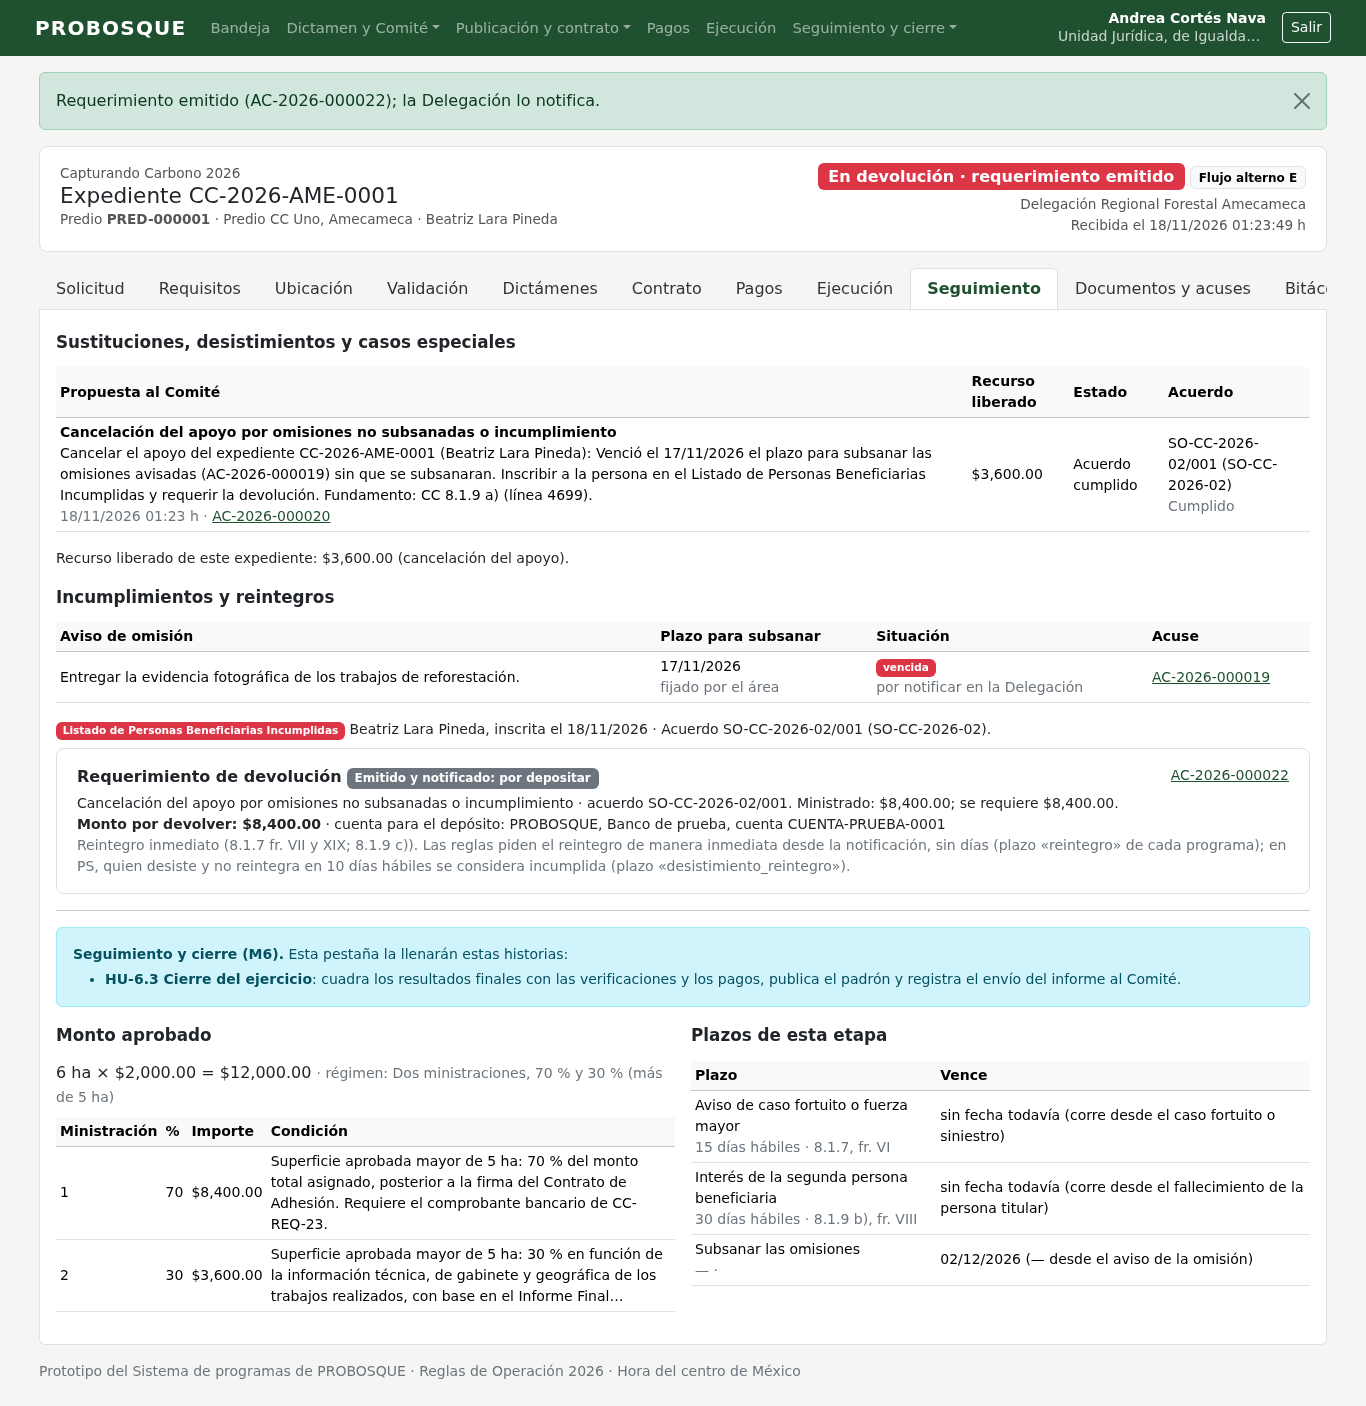 PROBOSQUE
Bandeja
Dictamen y Comité
Publicación y contrato
Pagos
Ejecución
Seguimiento y cierre
Andrea Cortés Nava
Unidad Jurídica, de Igualda…
Salir
Requerimiento emitido (AC-2026-000022); la Delegación lo notifica.
Capturando Carbono 2026
Expediente CC-2026-AME-0001
Predio PRED-000001 · Predio CC Uno, Amecameca · Beatriz Lara Pineda
En devolución · requerimiento emitido
Flujo alterno E
Delegación Regional Forestal Amecameca
Recibida el 18/11/2026 01:23:49 h
Solicitud
Requisitos
Ubicación
Validación
Dictámenes
Contrato
Pagos
Ejecución
Seguimiento
Documentos y acuses
Sustituciones, desistimientos y casos especiales
Propuesta al Comité
Recurso
liberado
Estado
Acuerdo
Cancelación del apoyo por omisiones no subsanadas o incumplimiento
Cancelar el apoyo del expediente CC-2026-AME-0001 (Beatriz Lara Pineda): Venció el 17/11/2026 el plazo para subsanar las
omisiones avisadas (AC-2026-000019) sin que se subsanaran. Inscribir a la persona en el Listado de Personas Beneficiarias
Incumplidas y requerir la devolución. Fundamento: CC 8.1.9 a) (línea 4699).
18/11/2026 01:23 h · AC-2026-000020
$3,600.00
Acuerdo
cumplido
SO-CC-2026-
02/001 (SO-CC-
2026-02)
Cumplido
Recurso liberado de este expediente: $3,600.00 (cancelación del apoyo).
Incumplimientos y reintegros
Aviso de omisión
Plazo para subsanar
Situación
Acuse
Entregar la evidencia fotográfica de los trabajos de reforestación.
17/11/2026
fijado por el área
vencida
por notificar en la Delegación
AC-2026-000019
Listado de Personas Beneficiarias Incumplidas Beatriz Lara Pineda, inscrita el 18/11/2026 · Acuerdo SO-CC-2026-02/001 (SO-CC-2026-02).
Requerimiento de devolución Emitido y notificado: por depositar
AC-2026-000022
Cancelación del apoyo por omisiones no subsanadas o incumplimiento · acuerdo SO-CC-2026-02/001. Ministrado: $8,400.00; se requiere $8,400.00.
Monto por devolver: $8,400.00 · cuenta para el depósito: PROBOSQUE, Banco de prueba, cuenta CUENTA-PRUEBA-0001
Reintegro inmediato (8.1.7 fr. VII y XIX; 8.1.9 c)). Las reglas piden el reintegro de manera inmediata desde la notificación, sin días (plazo «reintegro» de cada programa); en
PS, quien desiste y no reintegra en 10 días hábiles se considera incumplida (plazo «desistimiento_reintegro»).
Seguimiento y cierre (M6). Esta pestaña la llenarán estas historias:
• HU-6.3 Cierre del ejercicio: cuadra los resultados finales con las verificaciones y los pagos, publica el padrón y registra el envío del informe al Comité.
Monto aprobado
6 ha × $2,000.00 = $12,000.00 · régimen: Dos ministraciones, 70 % y 30 % (más
de 5 ha)
Ministración
%
Importe
Condición
1
70
$8,400.00
Superficie aprobada mayor de 5 ha: 70 % del monto
total asignado, posterior a la firma del Contrato de
Adhesión. Requiere el comprobante bancario de CC-
REQ-23.
2
30
$3,600.00
Superficie aprobada mayor de 5 ha: 30 % en función de
la información técnica, de gabinete y geográfica de los
trabajos realizados, con base en el Informe Final…
Plazos de esta etapa
Plazo
Vence
Aviso de caso fortuito o fuerza
mayor
15 días hábiles · 8.1.7, fr. VI
sin fecha todavía (corre desde el caso fortuito o
siniestro)
Interés de la segunda persona
beneficiaria
30 días hábiles · 8.1.9 b), fr. VIII
sin fecha todavía (corre desde el fallecimiento de la
persona titular)
Subsanar las omisiones
— ·
02/12/2026 (— desde el aviso de la omisión)
Prototipo del Sistema de programas de PROBOSQUE · Reglas de Operación 2026 · Hora del centro de México